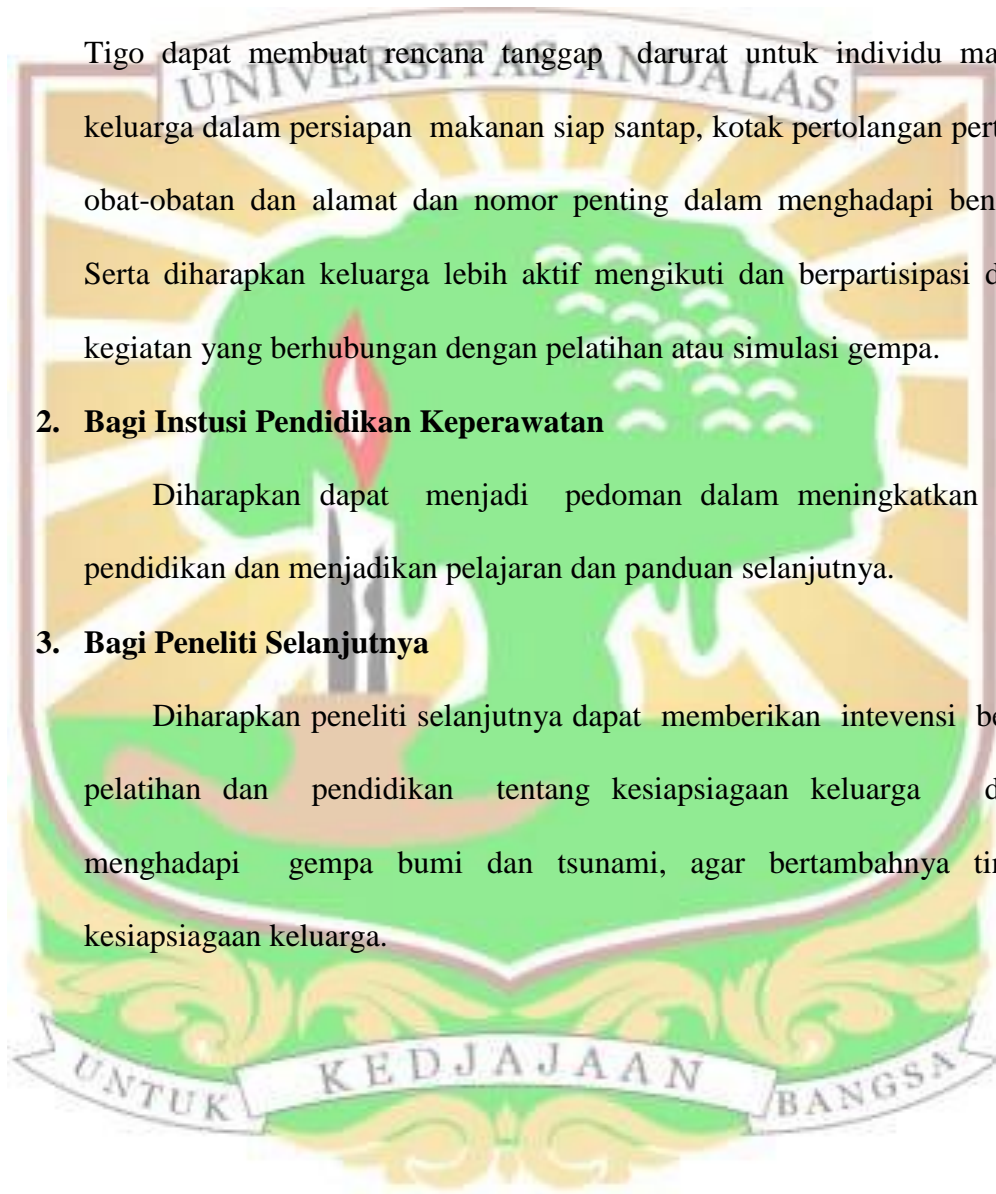 Tigo dapat membuat rencana tanggap darurat untuk individu ma
UNIVERSITAS ANDALAS
keluarga dalam persiapan makanan siap santap, kotak pertolangan pert
obat-obatan dan alamat dan nomor penting dalam menghadapi ben
Serta diharapkan keluarga lebih aktif mengikuti dan berpartisipasi d
kegiatan yang berhubungan dengan pelatihan atau simulasi gempa.
2. Bagi Instusi Pendidikan Keperawatan
Diharapkan dapat menjadi pedoman dalam meningkatkan
pendidikan dan menjadikan pelajaran dan panduan selanjutnya.
3. Bagi Peneliti Selanjutnya
Diharapkan peneliti selanjutnya dapat memberikan intevensi be
pelatihan dan pendidikan tentang kesiapsiagaan keluarga d
menghadapi gempa bumi dan tsunami, agar bertambahnya tin
kesiapsiagaan keluarga.
UNTUK KEDJAJAAN BANGSA